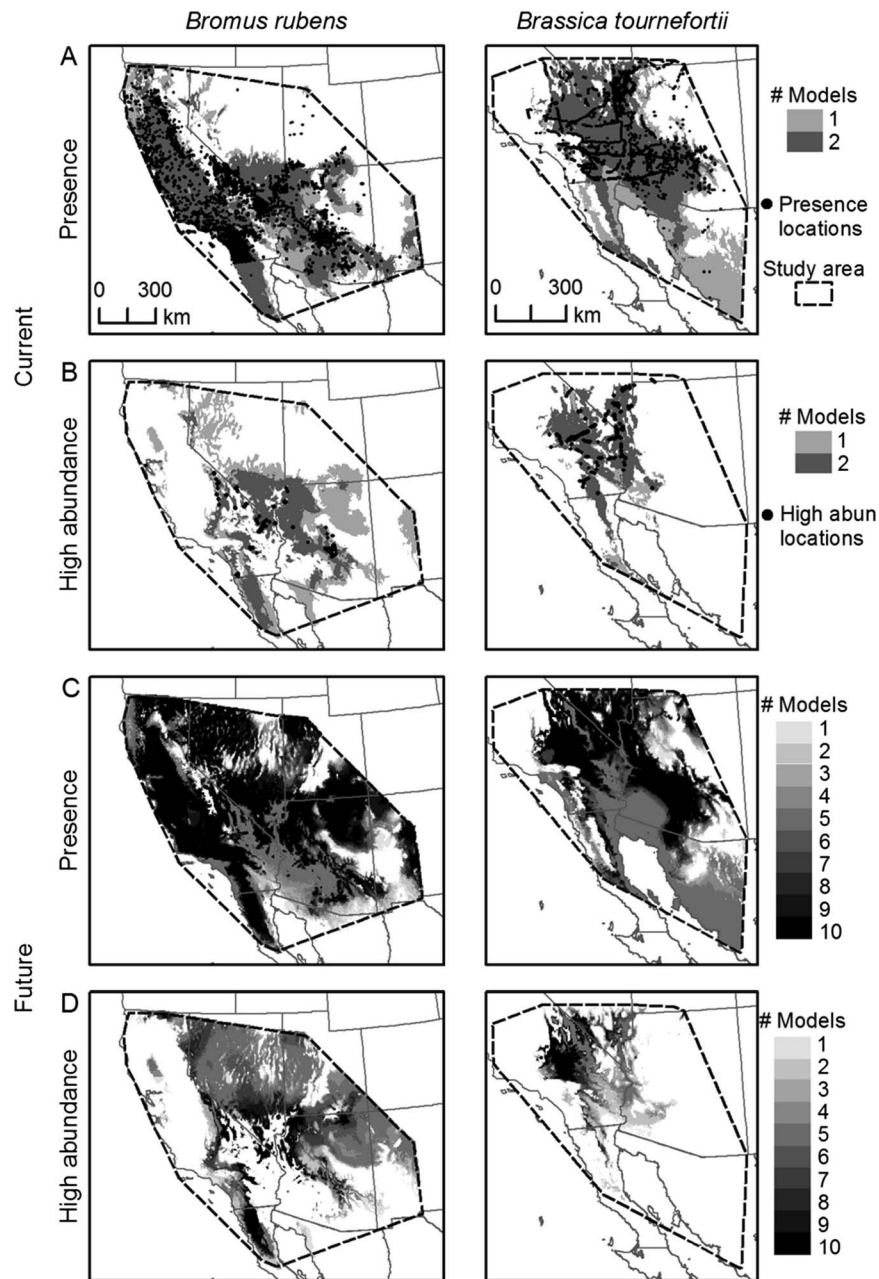 Bromus rubens
Brassica tournefortii
Current
A
Presence
0 300
km
0 300
km
# Models
1
2
Presence
locations
Study area
B
High abundance
# Models
1
2
High abun
locations
Future
C
Presence
# Models
1
2
3
4
5
6
7
8
9
10
D
High abundance
# Models
1
2
3
4
5
6
7
8
9
10